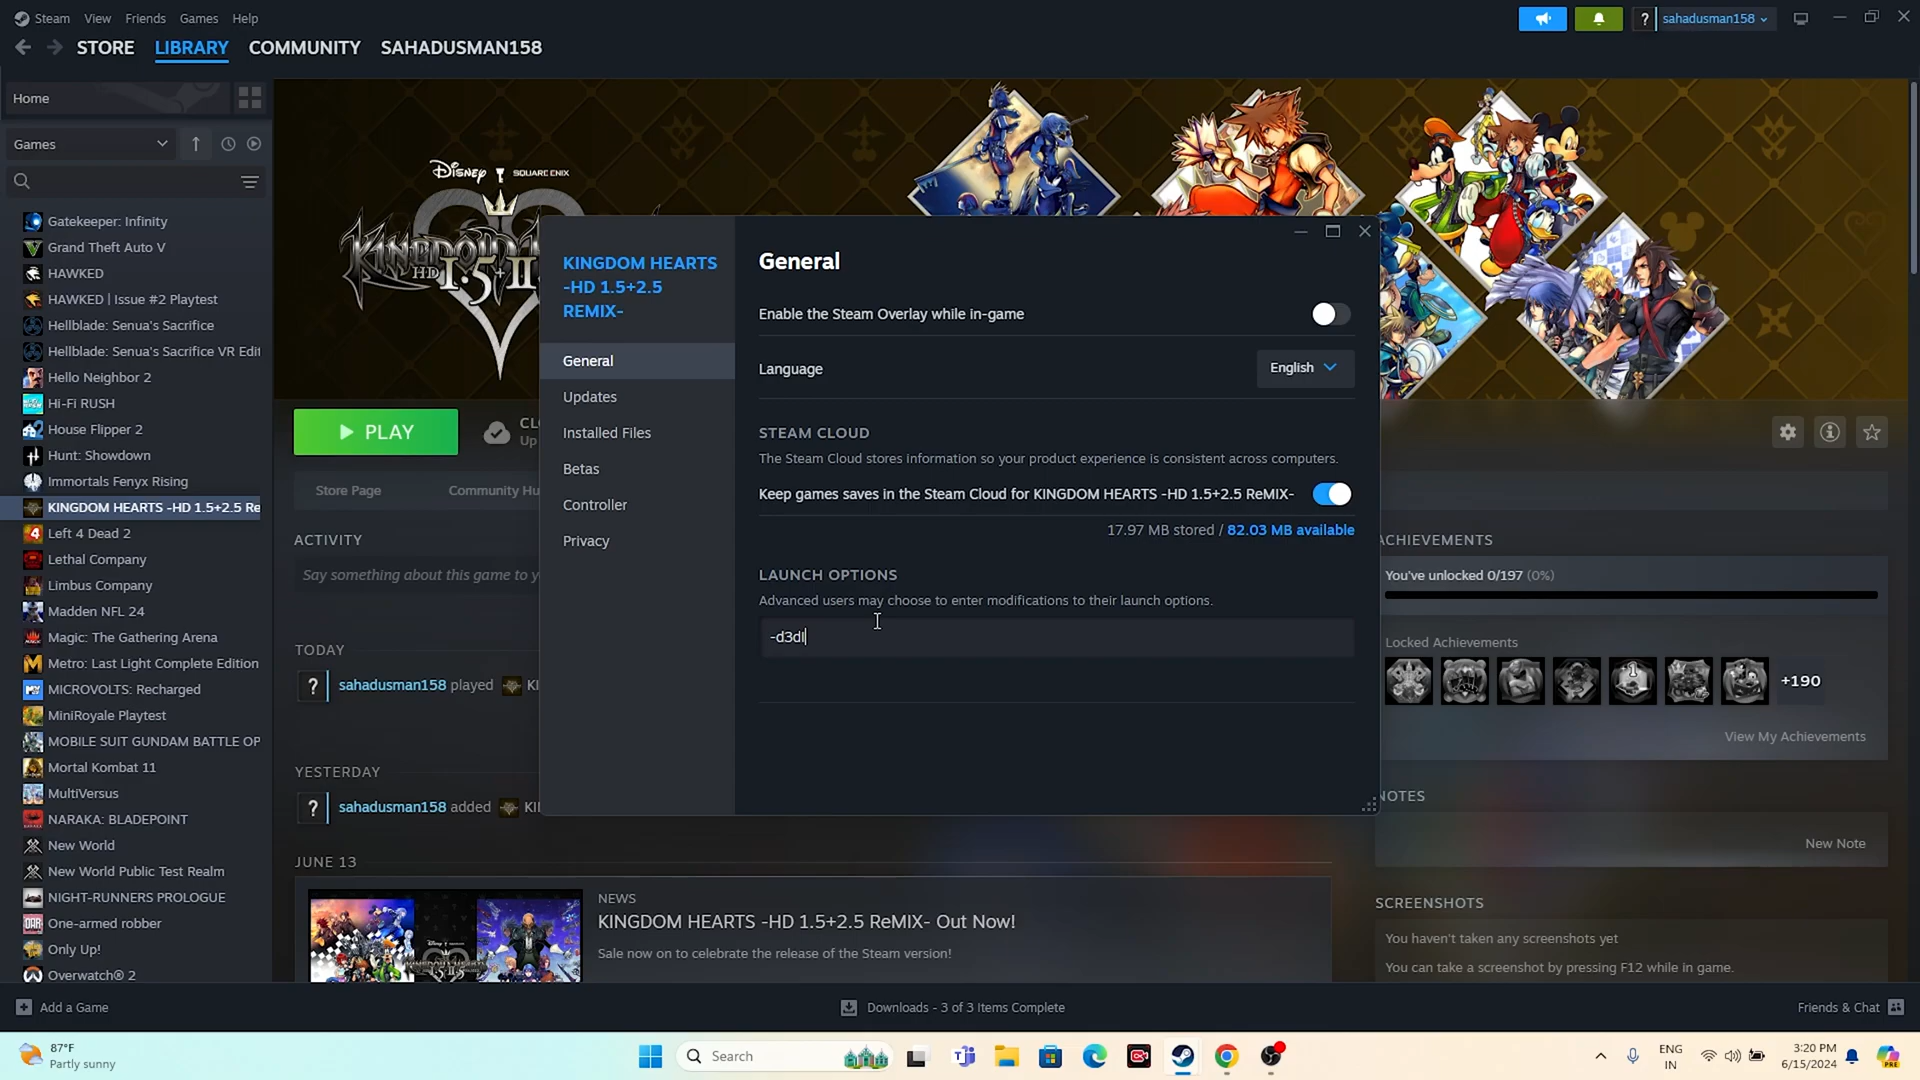 Steam View Friends Games Help
sahadusman158
STORE LIBRARY COMMUNITY SAHADUSMAN158
Home
Games
Gatekeeper: Infinity
Grand Theft Auto V
HAWKED
HAWKED | Issue #2 Playtest
Hellblade: Senua's Sacrifice
Hellblade: Senua's Sacrifice VR Edit
Hello Neighbor 2
Hi-Fi RUSH
House Flipper 2
Hunt: Showdown
Immortals Fenyx Rising
KINGDOM HEARTS -HD 1.5+2.5 Re
Left 4 Dead 2
Lethal Company
Limbus Company
Madden NFL 24
Magic: The Gathering Arena
Metro: Last Light Complete Edition
MICROVOLTS: Recharged
MiniRoyale Playtest
MOBILE SUIT GUNDAM BATTLE OP
Mortal Kombat 11
MultiVersus
NARAKA: BLADEPOINT
New World
New World Public Test Realm
NIGHT-RUNNERS PROLOGUE
One-armed robber
Only Up!
Overwatch® 2
Disney SQUARE ENIX
KINGDOM
HD 1.5+II
PLAY
CL
Up
Store Page Community Hu
ACTIVITY
Say something about this game to y
TODAY
? sahadusman158 played KI
YESTERDAY
? sahadusman158 added KI
JUNE 13
NEWS
KINGDOM HEARTS -HD 1.5+2.5 ReMIX- Out Now!
Sale now on to celebrate the release of the Steam version!
KINGDOM HEARTS
-HD 1.5+2.5
REMIX-
General
Updates
Installed Files
Betas
Controller
Privacy
General
Enable the Steam Overlay while in-game
Language English
STEAM CLOUD
The Steam Cloud stores information so your product experience is consistent across computers.
Keep games saves in the Steam Cloud for KINGDOM HEARTS -HD 1.5+2.5 ReMIX-
17.97 MB stored / 82.03 MB available
LAUNCH OPTIONS
Advanced users may choose to enter modifications to their launch options.
-d3dl
ACHIEVEMENTS
You've unlocked 0/197 (0%)
Locked Achievements
+190
View My Achievements
NOTES
New Note
SCREENSHOTS
You haven't taken any screenshots yet
You can take a screenshot by pressing F12 while in game.
Add a Game
Downloads - 3 of 3 Items Complete
Friends & Chat
87°F
Partly sunny
Search
ENG
IN
3:20 PM
6/15/2024